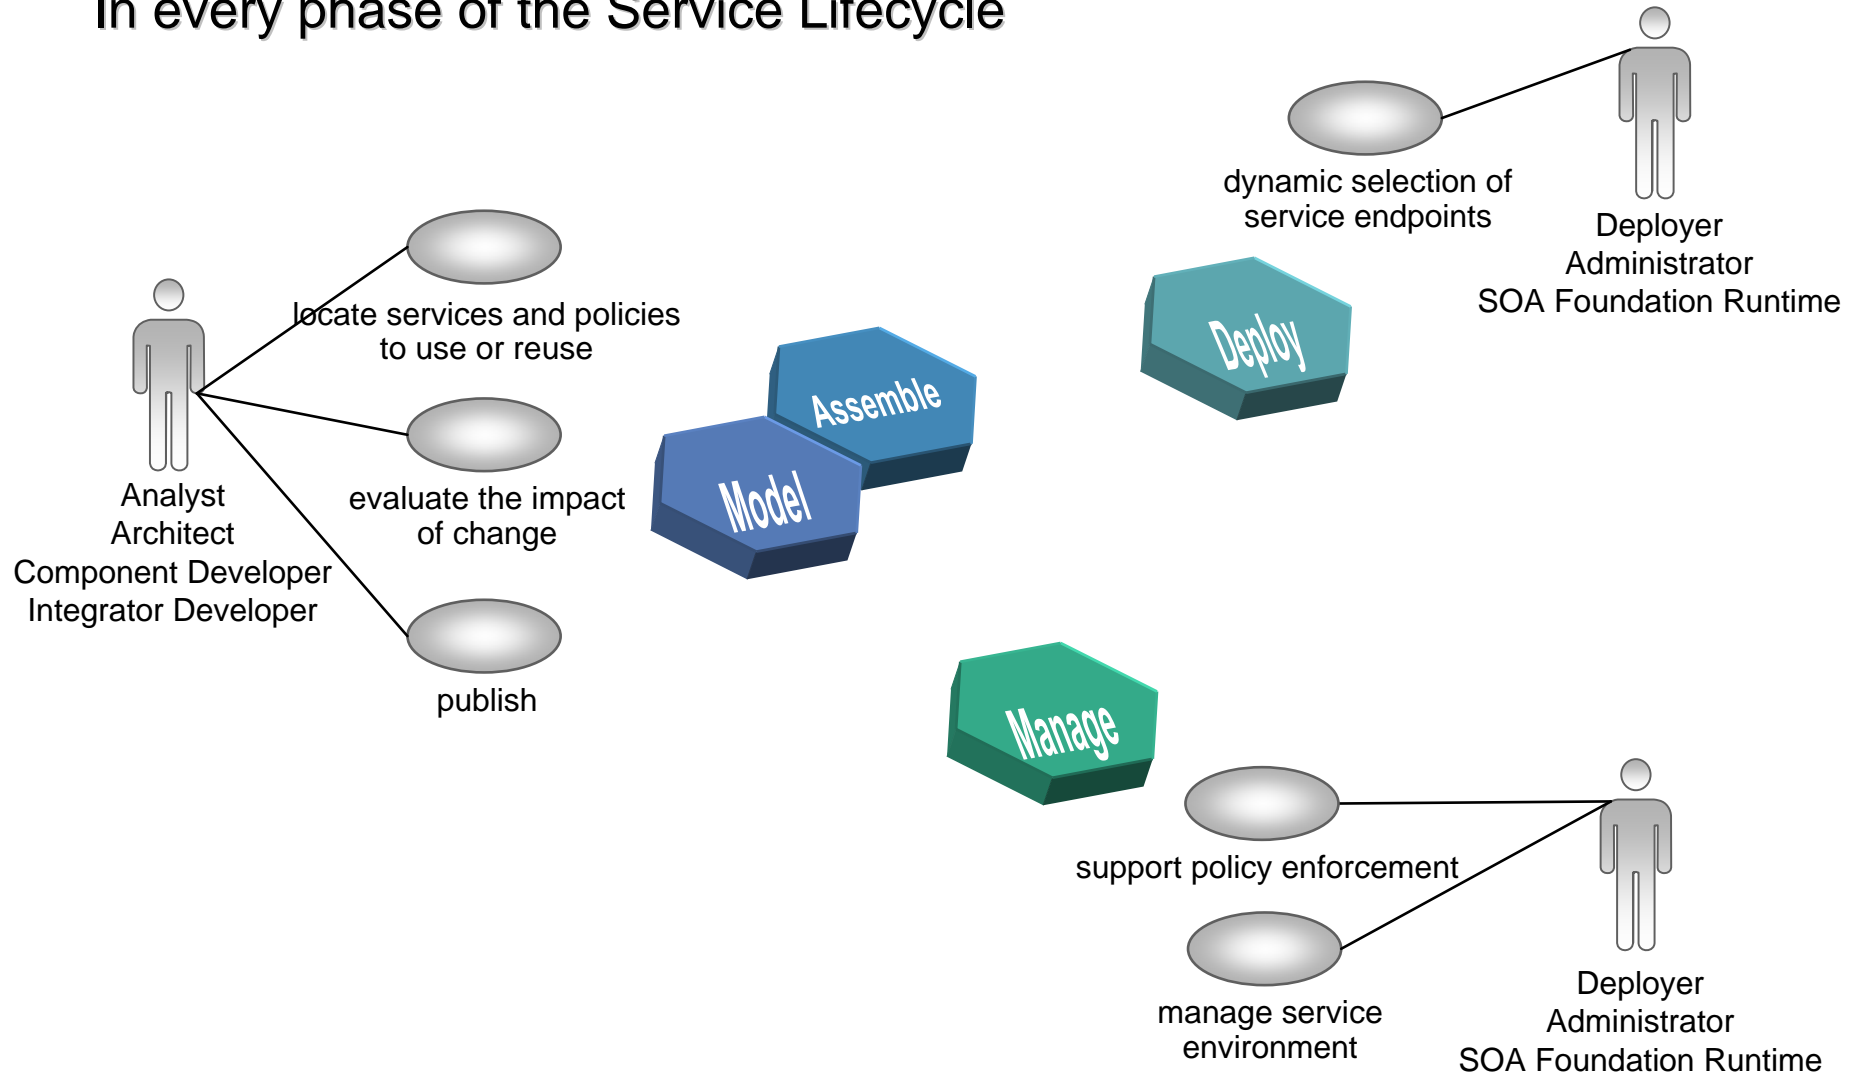 In every phase of the Service Lifecycle
dynamic selection of
service endpoints
Deployer
Administrator
SOA Foundation Runtime
locate services and policies
to use or reuse
Deploy
Assemble
Model
Analyst
Architect
Component Developer
Integrator Developer
evaluate the impact
of change
publish
Manage
support policy enforcement
manage service
environment
Deployer
Administrator
SOA Foundation Runtime